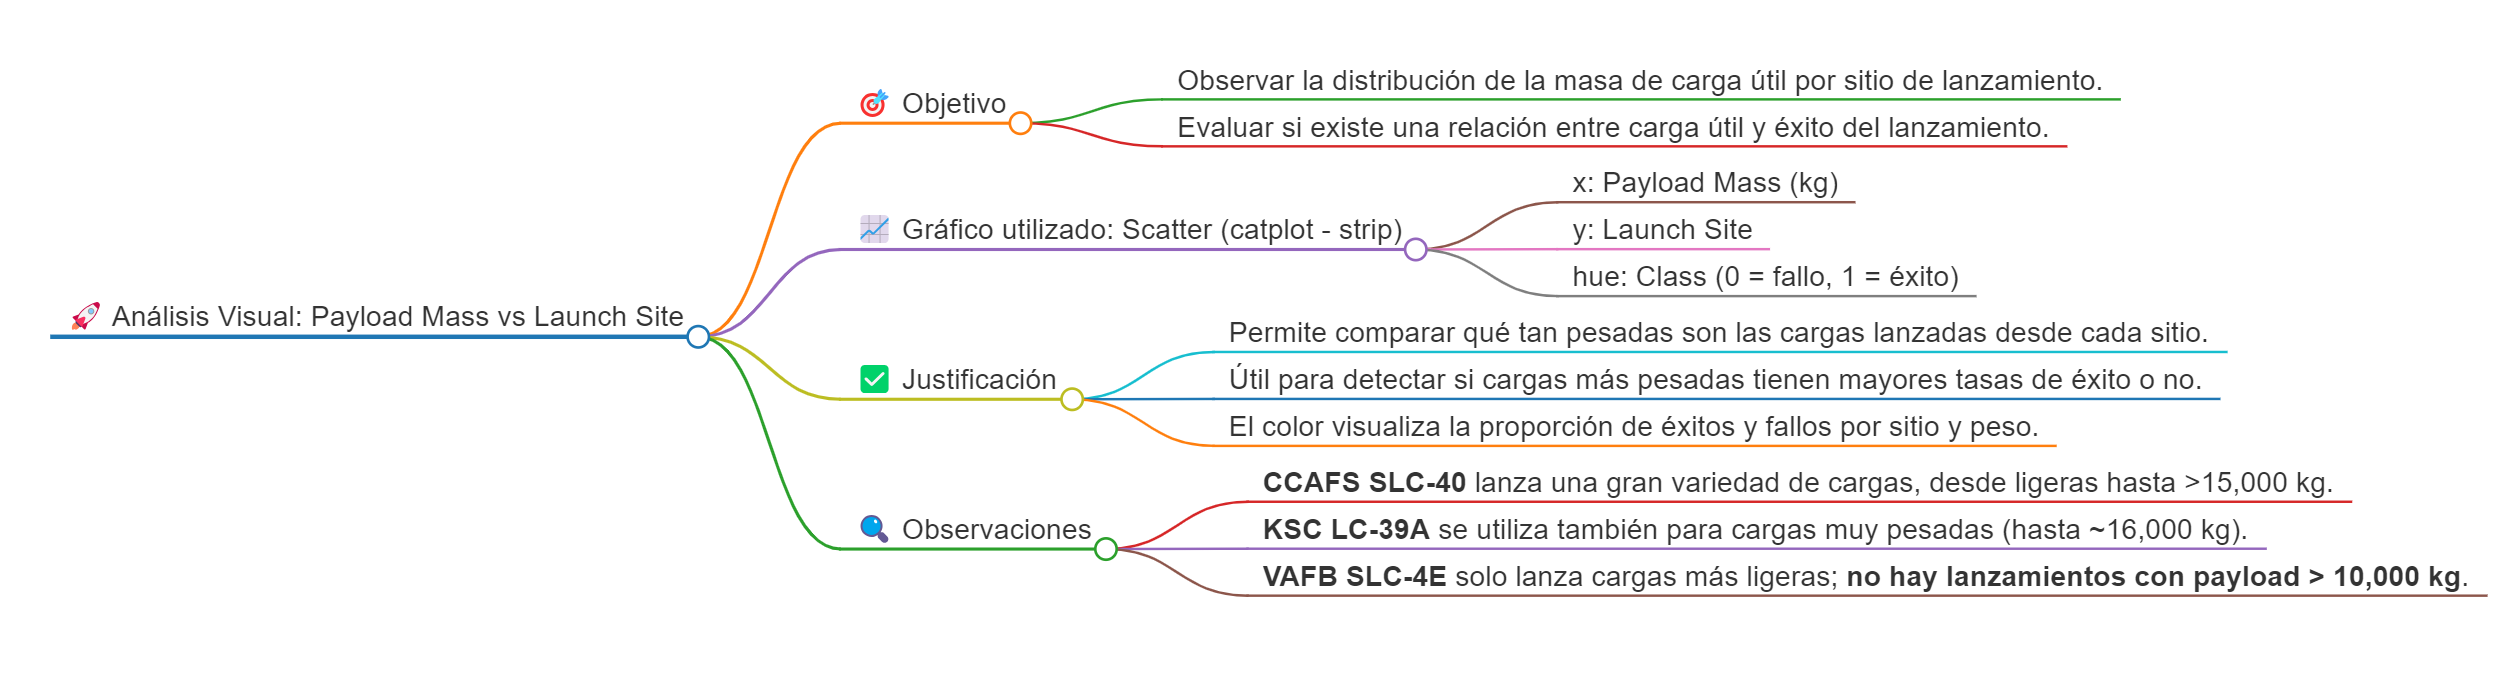 🚀 Análisis Visual: Payload Mass vs Launch Site
🎯 Objetivo
Observar la distribución de la masa de carga útil por sitio de lanzamiento.
Evaluar si existe una relación entre carga útil y éxito del lanzamiento.
📈 Gráfico utilizado: Scatter (catplot - strip)
x: Payload Mass (kg)
y: Launch Site
hue: Class (0 = fallo, 1 = éxito)
✅ Justificación
Permite comparar qué tan pesadas son las cargas lanzadas desde cada sitio.
Útil para detectar si cargas más pesadas tienen mayores tasas de éxito o no.
El color visualiza la proporción de éxitos y fallos por sitio y peso.
🔍 Observaciones
CCAFS SLC-40 lanza una gran variedad de cargas, desde ligeras hasta >15,000 kg.
KSC LC-39A se utiliza también para cargas muy pesadas (hasta ~16,000 kg).
VAFB SLC-4E solo lanza cargas más ligeras; no hay lanzamientos con payload > 10,000 kg.